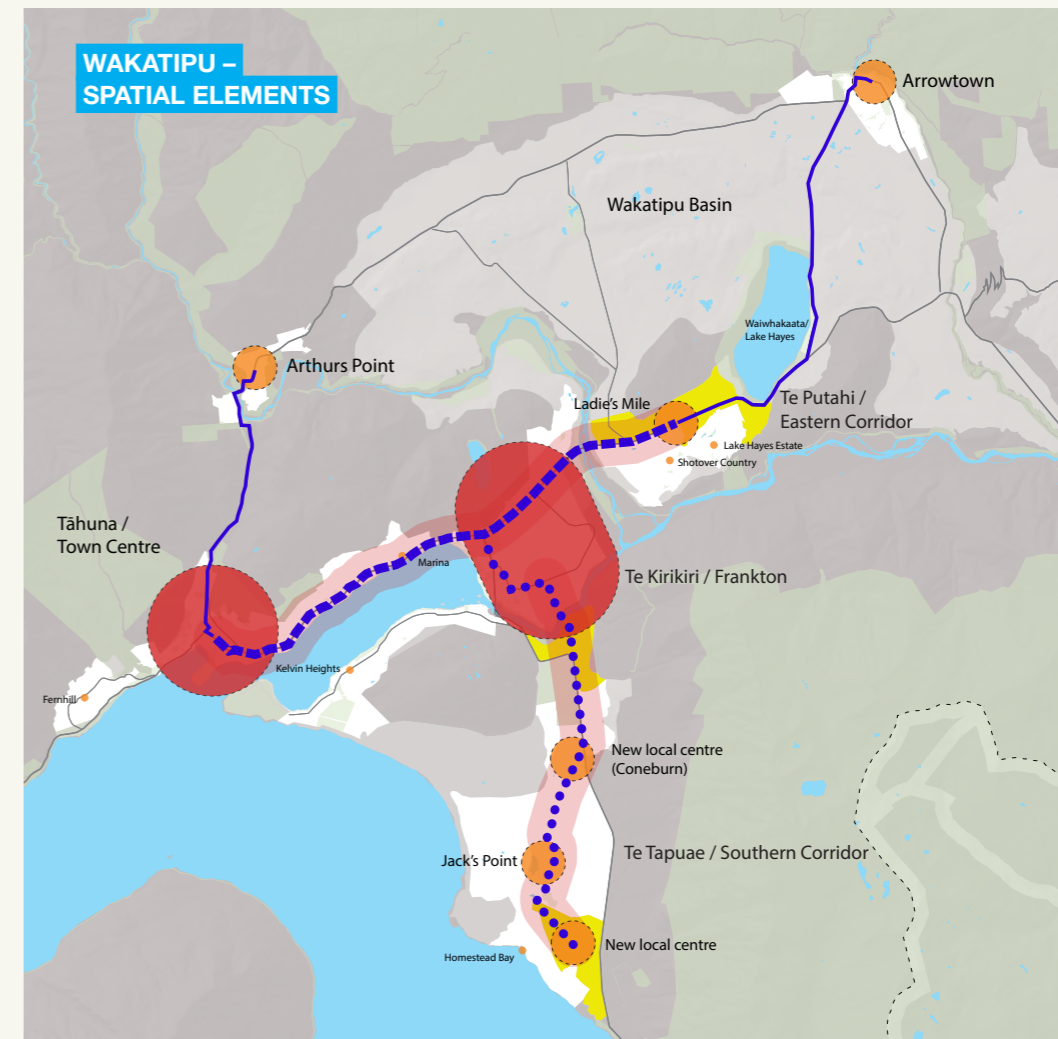 WAKATIPU –
SPATIAL ELEMENTS
Arrowtown
Wakatipu Basin
Waiwhakaata/
Lake Hayes
Arthurs Point
Ladie's Mile
Te Putahi /
Eastern Corridor
Lake Hayes Estate
Shotover Country
Tāhuna /
Town Centre
Marina
Te Kirikiri / Frankton
Kelvin Heights
Fernhill
New local centre
(Coneburn)
Jack's Point
Te Tapuae / Southern Corridor
New local centre
Homestead Bay